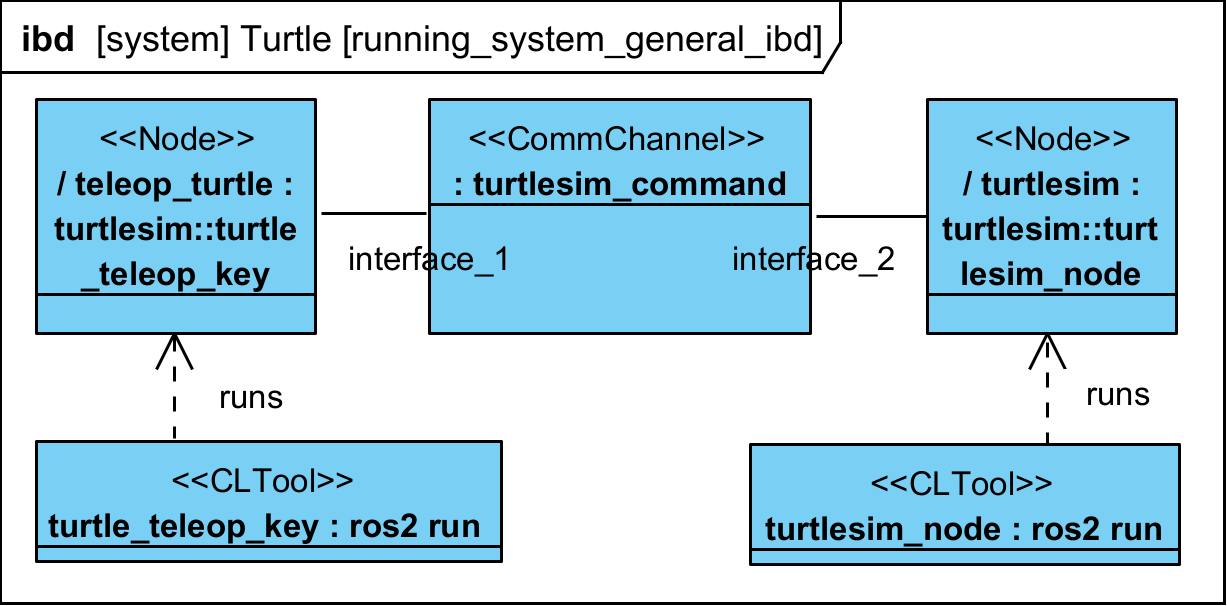 ibd [system] Turtle [running_system_general_ibd]
<<Node>>
/ teleop_turtle :
turtlesim::turtle
_teleop_key
<<CommChannel>>
: turtlesim_command
<<Node>>
/ turtlesim :
turtlesim::turt
lesim_node
interface_1
interface_2
runs
runs
<<CLTool>>
turtle_teleop_key : ros2 run
<<CLTool>>
turtlesim_node : ros2 run